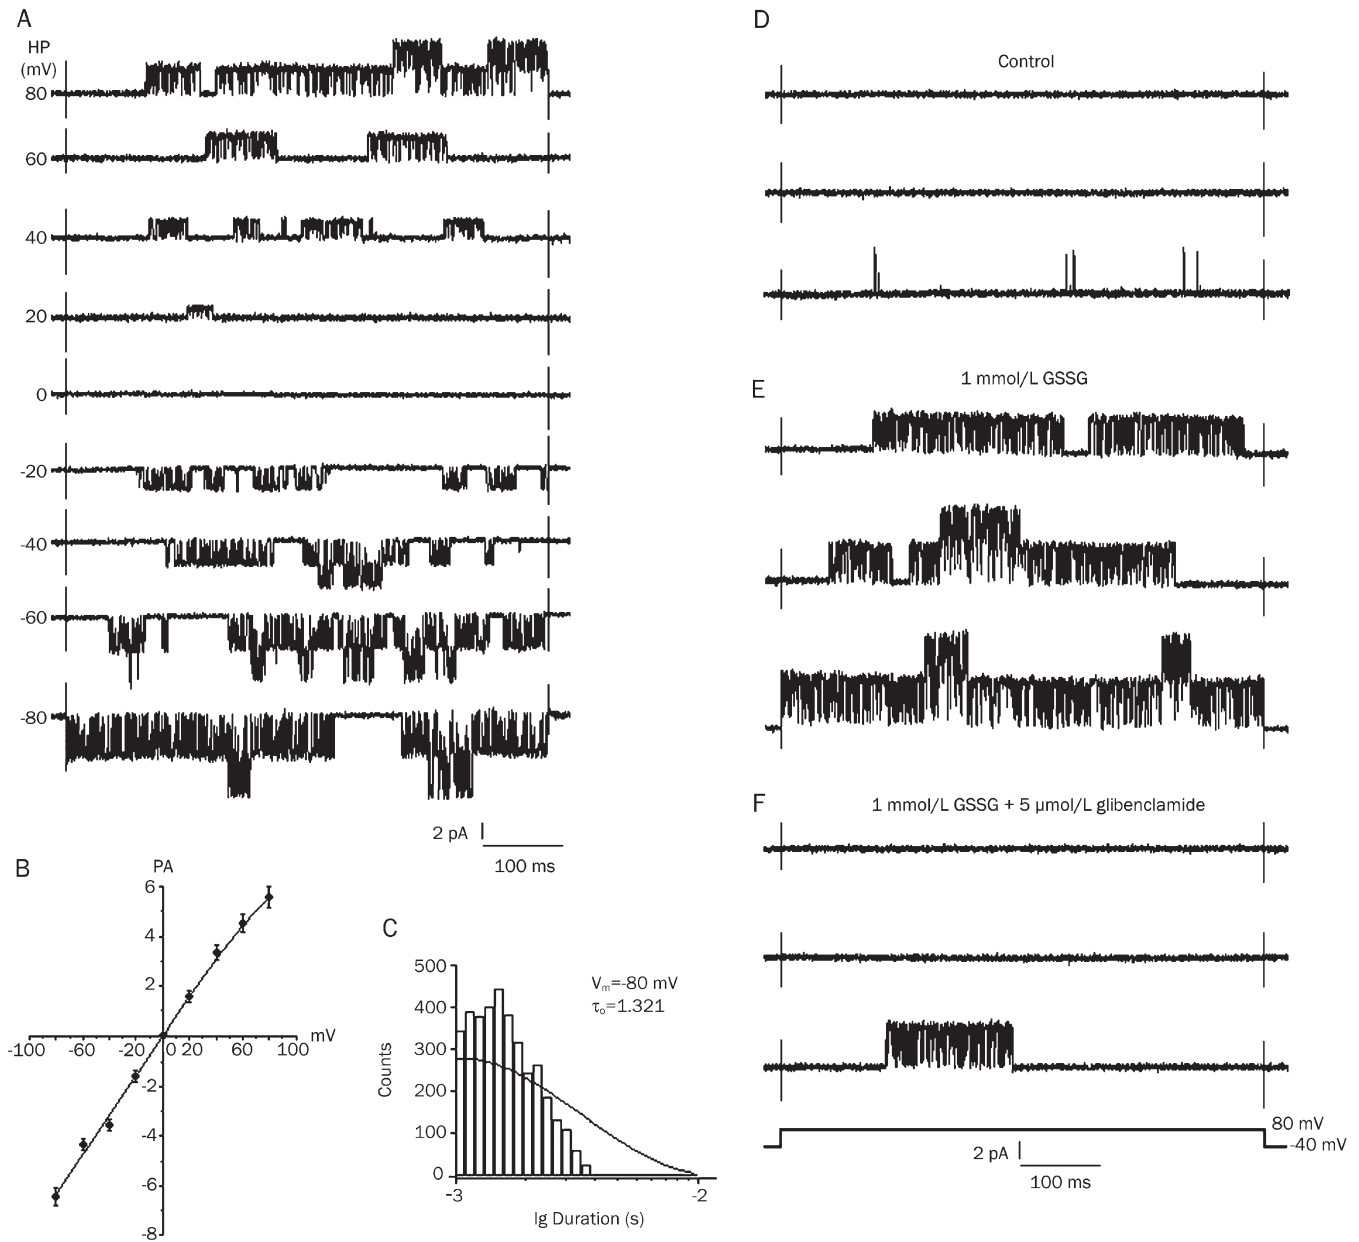 A
HP
(mV)
80
60
40
20
0
-20
-40
-60
-80
2 pA
100 ms
B
PA
6
4
2
mV
-100
-60
-20
0
20
60
100
-2
-4
-6
-8
C
500
400
300
200
100
0
Counts
Vm=-80 mV
τo=1.321
-3
-2
lg Duration (s)
D
Control
E
1 mmol/L GSSG
F
1 mmol/L GSSG + 5 µmol/L glibenclamide
80 mV
-40 mV
2 pA
100 ms